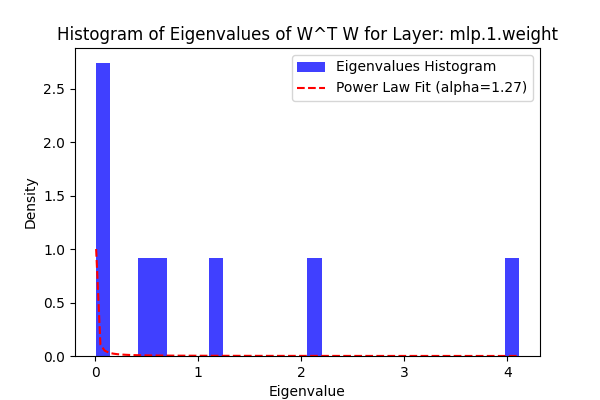 Histogram of Eigenvalues of W^T W for Layer: mlp.1.weight
Eigenvalues Histogram
Power Law Fit (alpha=1.27)
Density
2.5
2.0
1.5
1.0
0.5
0.0
0 1 2 3 4
Eigenvalue